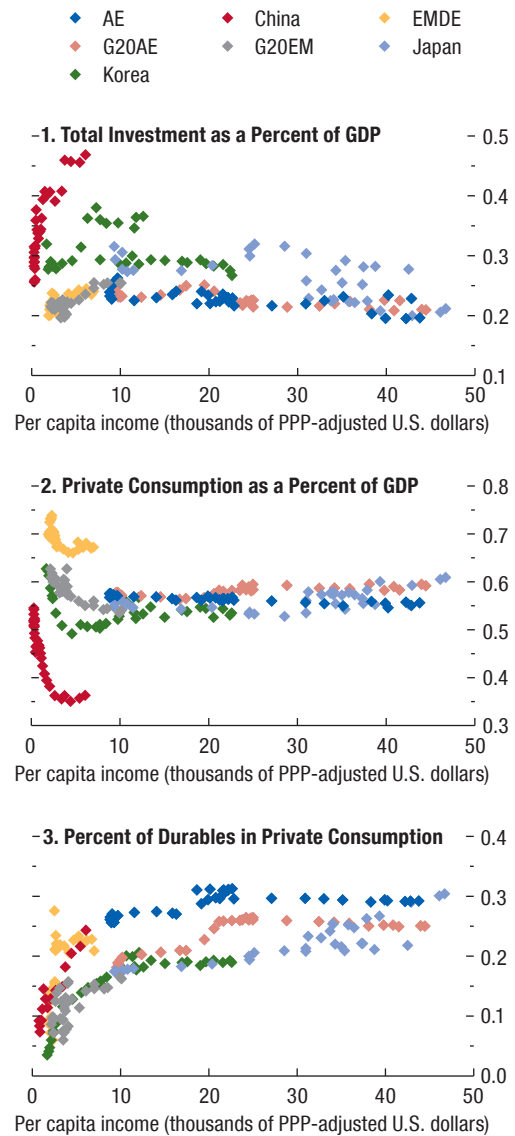 AE China EMDE
G20AE G20EM Japan
Korea
1. Total Investment as a Percent of GDP
0.5
0.4
0.3
0.2
0.1
0 10 20 30 40 50
Per capita income (thousands of PPP-adjusted U.S. dollars)
2. Private Consumption as a Percent of GDP
0.8
0.7
0.6
0.5
0.4
0.3
0 10 20 30 40 50
Per capita income (thousands of PPP-adjusted U.S. dollars)
3. Percent of Durables in Private Consumption
0.4
0.3
0.2
0.1
0.0
0 10 20 30 40 50
Per capita income (thousands of PPP-adjusted U.S. dollars)